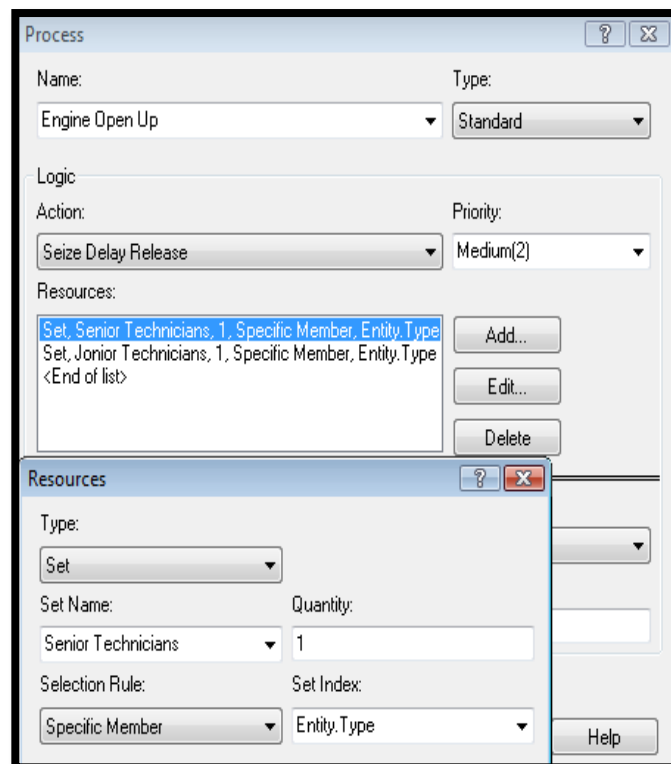 Process
Name: Type:
Engine Open Up Standard
Logic
Action: Priority:
Seize Delay Release Medium(2)
Resources:
Set, Senior Technicians, 1, Specific Member, Entity.Type
Set, Jonior Technicians, 1, Specific Member, Entity.Type
<End of list>
Add...
Edit...
Delete
Resources
Type:
Set
Set Name: Quantity:
Senior Technicians 1
Selection Rule: Set Index:
Specific Member Entity.Type
Help